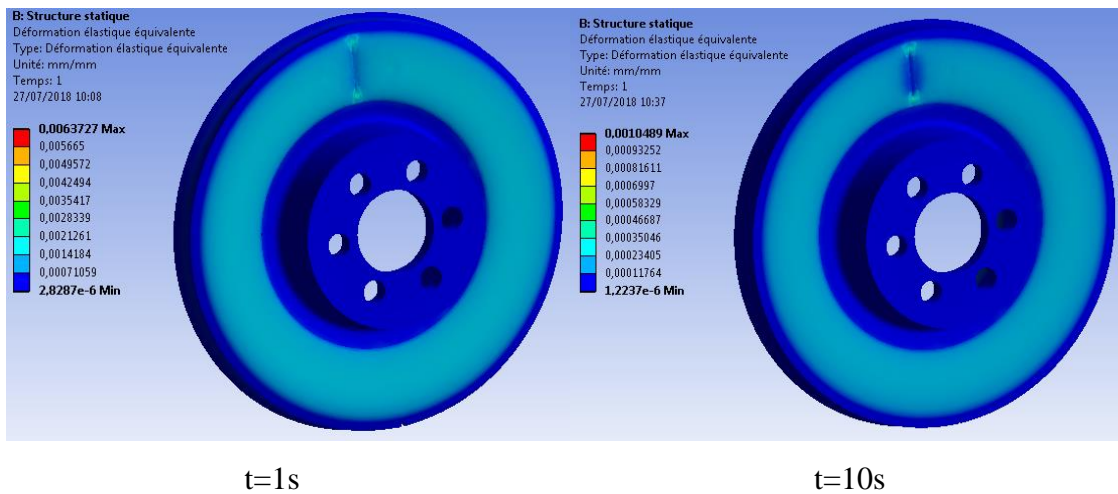 B: Structure statique
Déformation élastique équivalente
Type: Déformation élastique équivalente
Unité: mm/mm
Temps: 1
27/07/2018 10:08
0,0063727 Max
0,005665
0,0049572
0,0042494
0,0035417
0,0028339
0,0021261
0,0014184
0,00071059
2,8287e-6 Min
B: Structure statique
Déformation élastique équivalente
Type: Déformation élastique équivalente
Unité: mm/mm
Temps: 1
27/07/2018 10:37
0,0010489 Max
0,00093252
0,00081611
0,0006997
0,00058329
0,00046687
0,00035046
0,00023405
0,00011764
1,2237e-6 Min
t=1s
t=10s